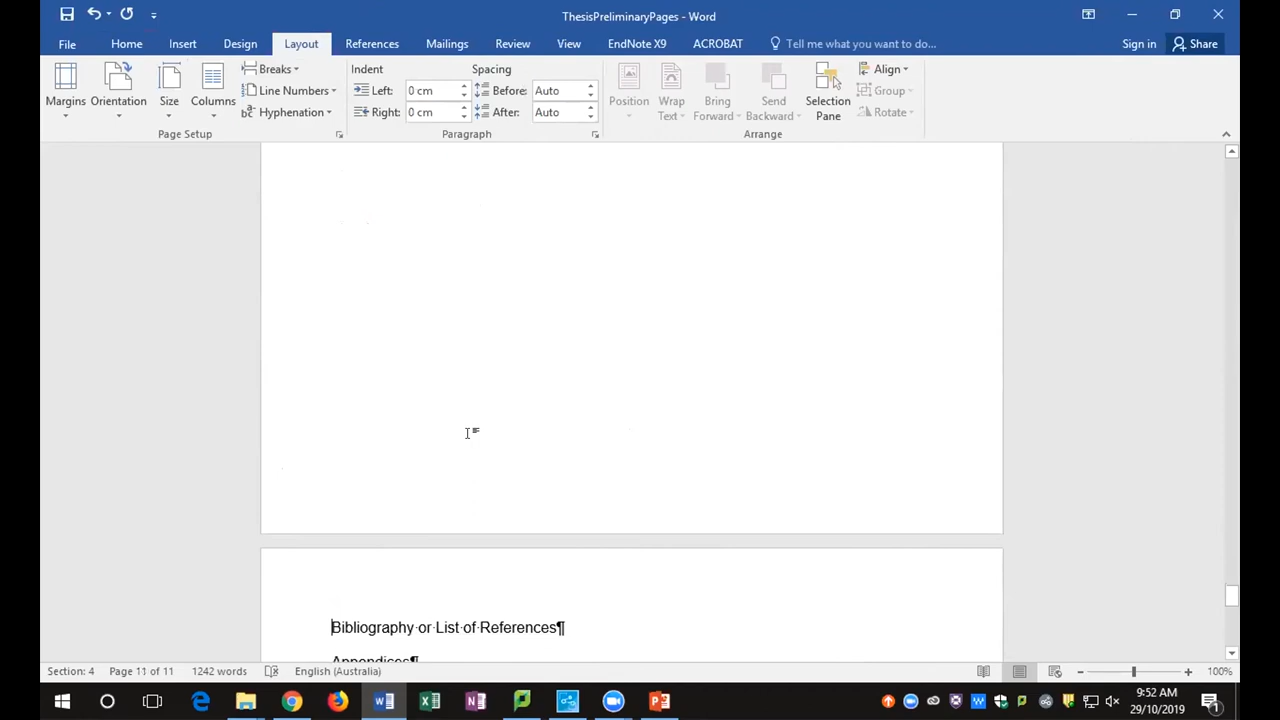 ThesisPreliminaryPages - Word
File Home Insert Design Layout References Mailings Review View EndNote X9 ACROBAT Tell me what you want to do... Sign in Share
Margins Orientation Size Columns Breaks Line Numbers Hyphenation
Page Setup
Indent Spacing
Left: 0 cm Before: Auto
Right: 0 cm After: Auto
Paragraph
Position Wrap Text Bring Forward Send Backward Selection Pane Align Group Rotate
Arrange
Bibliography·or·List·of·References¶
Appendices¶
Section: 4 Page 11 of 11 1242 words English (Australia) 100%
9:52 AM
29/10/2019
1